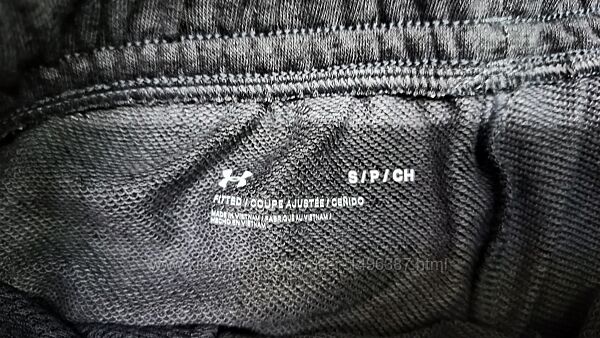 S/P/CH
FITTED / COUPE AJUSTÉE / CEÑIDO
MADE IN VIETNAM / FABRIQUÉ AU VIETNAM /
HECHO EN VIETNAM